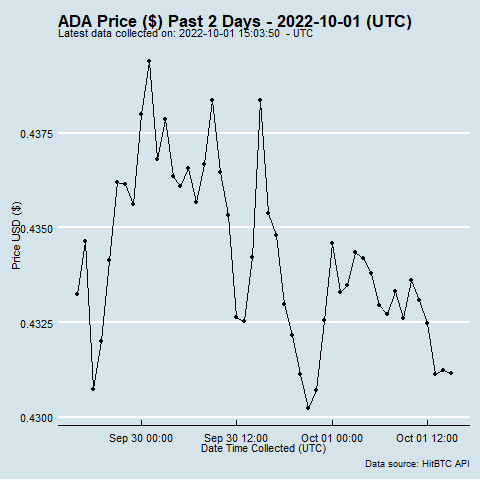 ADA Price ($) Past 2 Days - 2022-10-01 (UTC)
Latest data collected on: 2022-10-01 15:03:50 - UTC
Price USD ($)
0.4375
0.4350
0.4325
0.4300
Sep 30 00:00 Sep 30 12:00 Oct 01 00:00 Oct 01 12:00
Date Time Collected (UTC)
Data source: HitBTC API